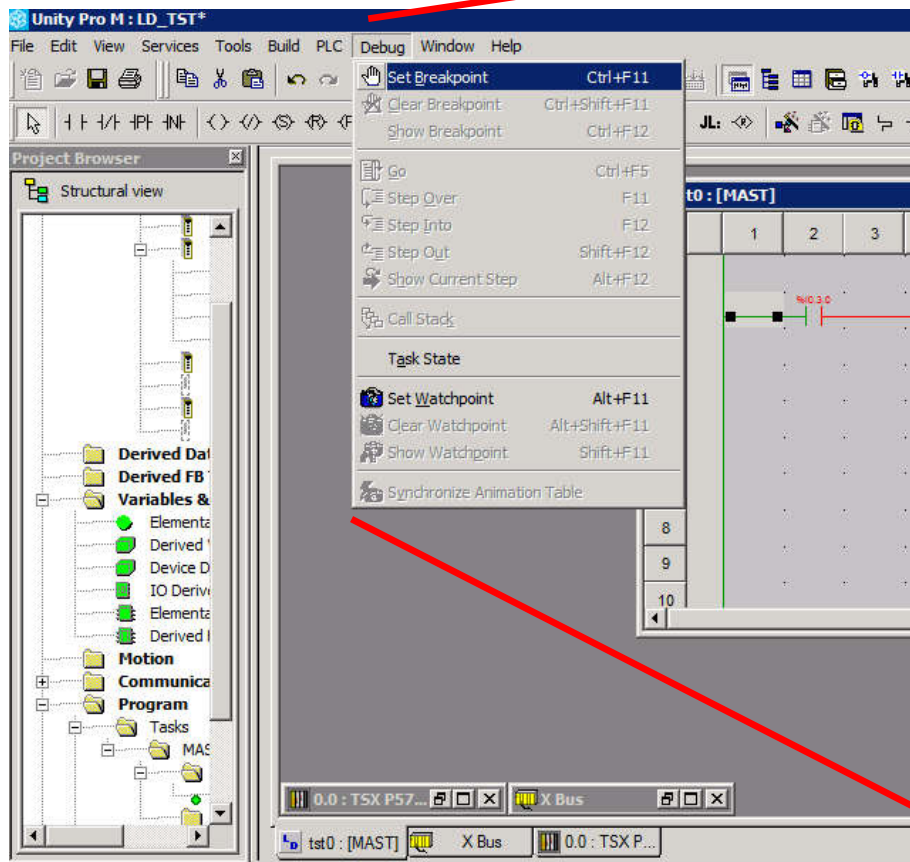 Unity Pro M : LD_TST*
File Edit View Services Tools Build PLC Debug Window Help
Set Breakpoint Ctrl+F11
Clear Breakpoint Ctrl+Shift+F11
Show Breakpoint Ctrl+F12
Go Ctrl+F5
Step Over F11
Step Into F12
Step Out Shift+F12
Show Current Step Alt+F12
Call Stack
Task State
Set Watchpoint Alt+F11
Clear Watchpoint Alt+Shift+F11
Show Watchpoint Shift+F11
Synchronize Animation Table
JL:
Project Browser
Structural view
Derived Dat
Derived FB
Variables &
Elementa
Derived
Device D
IO Derive
Elementa
Derived
Motion
Communica
Program
Tasks
MAS
t0 : [MAST]
1 2 3
%I0.3.0
8
9
10
0.0 : TSX P57... X Bus
tst0 : [MAST] X Bus 0.0 : TSX P...